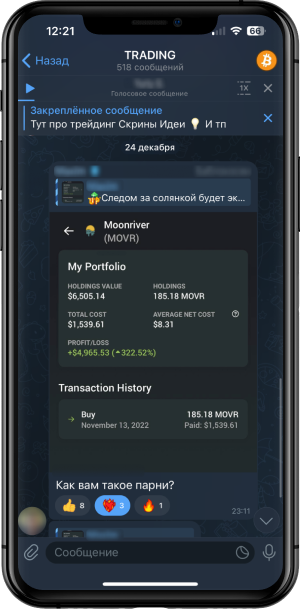 12:21
66
Назад
TRADING
518 сообщений
Голосовое сообщение
1X
Закреплённое сообщение
Тут про трейдинг Скрины Идеи 💡 И тп
24 декабря
Следом за солянкой будет эк...
Moonriver
(MOVR)
My Portfolio
HOLDINGS VALUE HOLDINGS
$6,505.14 185.18 MOVR
TOTAL COST AVERAGE NET COST
$1,539.61 $8.31
PROFIT/LOSS
+$4,965.53 (322.52%)
Transaction History
Buy 185.18 MOVR
November 13, 2022 Paid: $1,539.61
Как вам такое парни?
👍 8 3 🔥 1
23:11
Сообщение